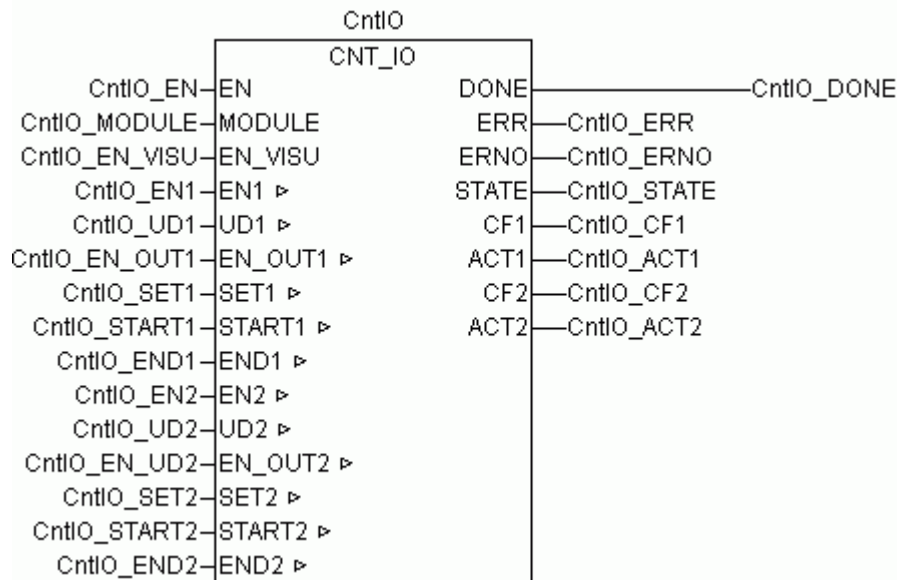 CntIO
CNT_IO
CntIO_EN EN DONE CntIO_DONE
CntIO_MODULE MODULE ERR CntIO_ERR
CntIO_EN_VISU EN_VISU ERNO CntIO_ERNO
CntIO_EN1 EN1 ▹ STATE CntIO_STATE
CntIO_UD1 UD1 ▹ CF1 CntIO_CF1
CntIO_EN_OUT1 EN_OUT1 ▹ ACT1 CntIO_ACT1
CntIO_SET1 SET1 ▹ CF2 CntIO_CF2
CntIO_START1 START1 ▹ ACT2 CntIO_ACT2
CntIO_END1 END1 ▹
CntIO_EN2 EN2 ▹
CntIO_UD2 UD2 ▹
CntIO_EN_UD2 EN_OUT2 ▹
CntIO_SET2 SET2 ▹
CntIO_START2 START2 ▹
CntIO_END2 END2 ▹